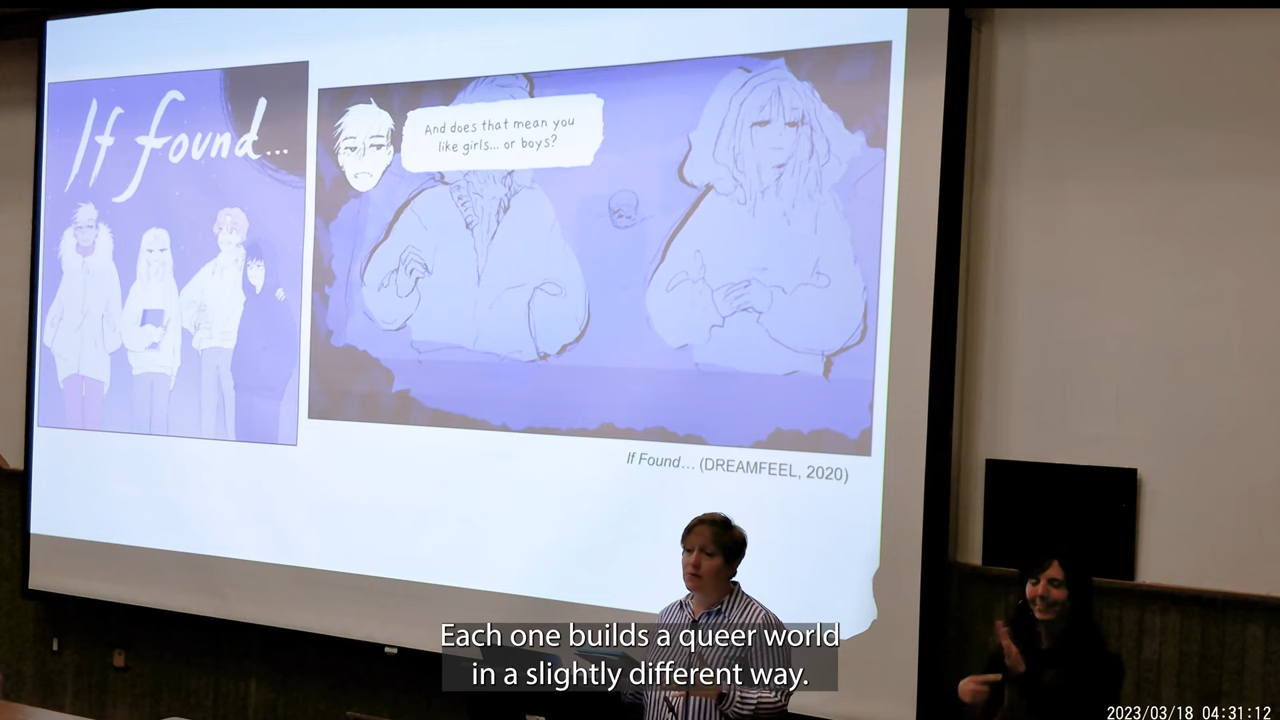 If found...
And does that mean you
like girls... or boys?
If Found... (DREAMFEEL, 2020)
Each one builds a queer world
in a slightly different way.
2023/03/18 04:31:12